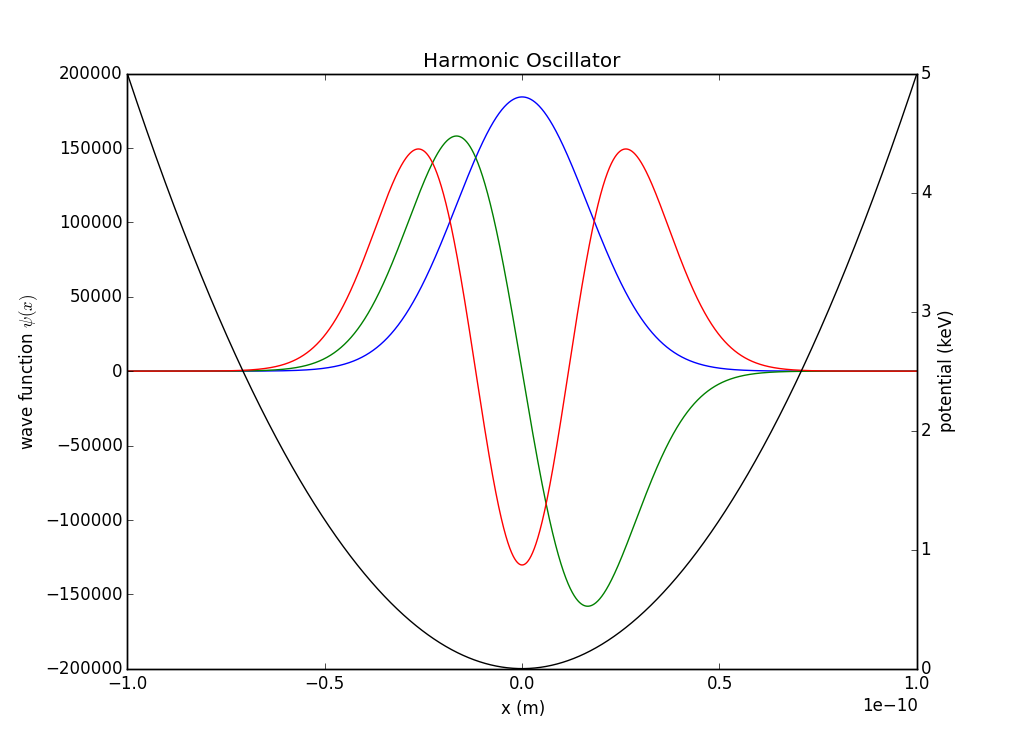 Harmonic Oscillator
200000
150000
100000
50000
0
−50000
−100000
−150000
−200000
wave function ψ(x)
5
4
3
2
1
0
potential (keV)
−1.0 −0.5 0.0 0.5 1.0
x (m)
1e−10